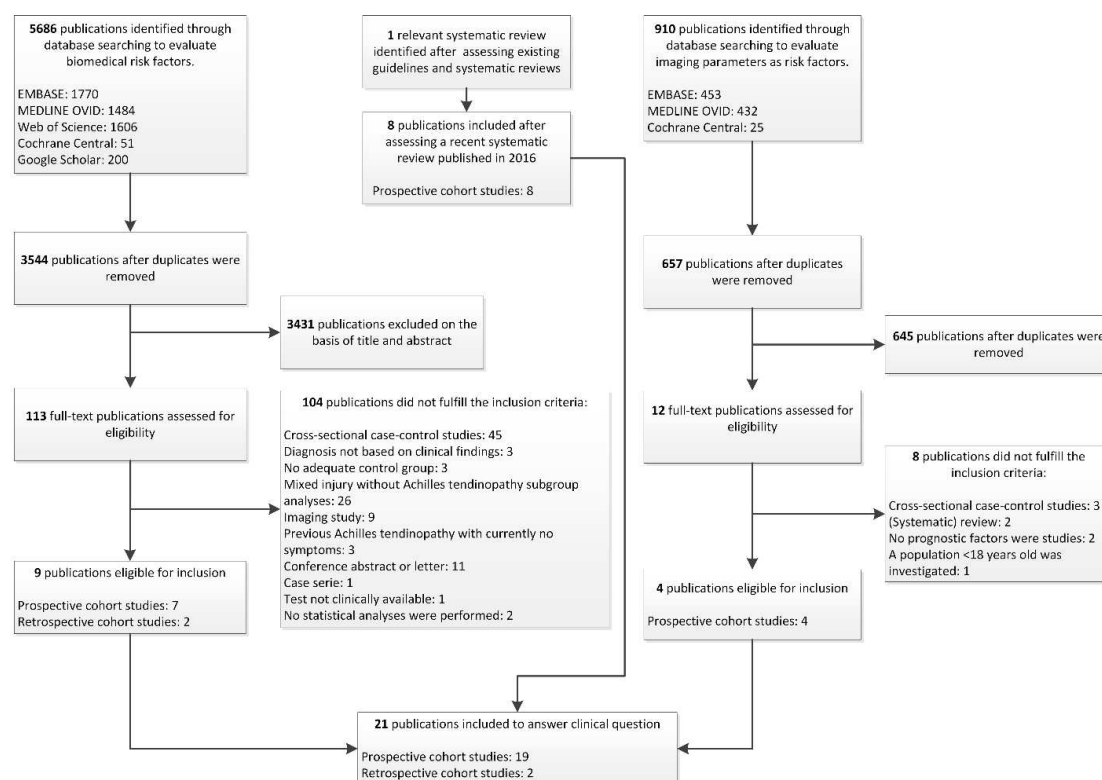 5686 publications identified through
database searching to evaluate
biomedical risk factors.
EMBASE: 1770
MEDLINE OVID: 1484
Web of Science: 1606
Cochrane Central: 51
Google Scholar: 200
1 relevant systematic review
identified after assessing existing
guidelines and systematic reviews
8 publications included after
assessing a recent systematic
review published in 2016
Prospective cohort studies: 8
910 publications identified through
database searching to evaluate
imaging parameters as risk factors.
EMBASE: 453
MEDLINE OVID: 432
Cochrane Central: 25
3544 publications after duplicates were
removed
657 publications after duplicates
were removed
3431 publications excluded on the
basis of title and abstract
645 publications after duplicates were
removed
113 full-text publications assessed for
eligibility
104 publications did not fulfill the inclusion criteria:
Cross-sectional case-control studies: 45
Diagnosis not based on clinical findings: 3
No adequate control group: 3
Mixed injury without Achilles tendinopathy subgroup
analyses: 26
Imaging study: 9
Previous Achilles tendinopathy with currently no
symptoms: 3
Conference abstract or letter: 11
Case serie: 1
Test not clinically available: 1
No statistical analyses were performed: 2
12 full-text publications assessed for
eligibility
8 publications did not fulfill the
inclusion criteria:
Cross-sectional case-control studies: 3
(Systematic) review: 2
No prognostic factors were studies: 2
A population <18 years old was
investigated: 1
9 publications eligible for inclusion
Prospective cohort studies: 7
Retrospective cohort studies: 2
4 publications eligible for inclusion
Prospective cohort studies: 4
21 publications included to answer clinical question
Prospective cohort studies: 19
Retrospective cohort studies: 2